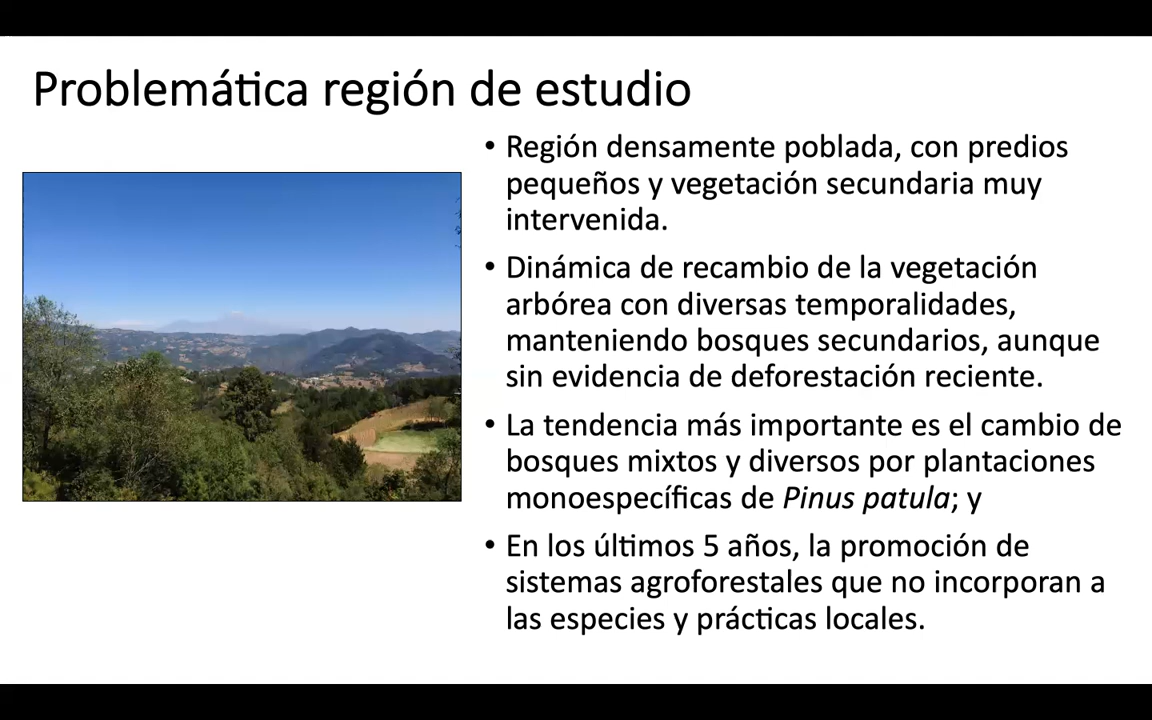 Problemática región de estudio
• Región densamente poblada, con predios
pequeños y vegetación secundaria muy
intervenida.
• Dinámica de recambio de la vegetación
arbórea con diversas temporalidades,
manteniendo bosques secundarios, aunque
sin evidencia de deforestación reciente.
• La tendencia más importante es el cambio de
bosques mixtos y diversos por plantaciones
monoespecíficas de Pinus patula; y
• En los últimos 5 años, la promoción de
sistemas agroforestales que no incorporan a
las especies y prácticas locales.